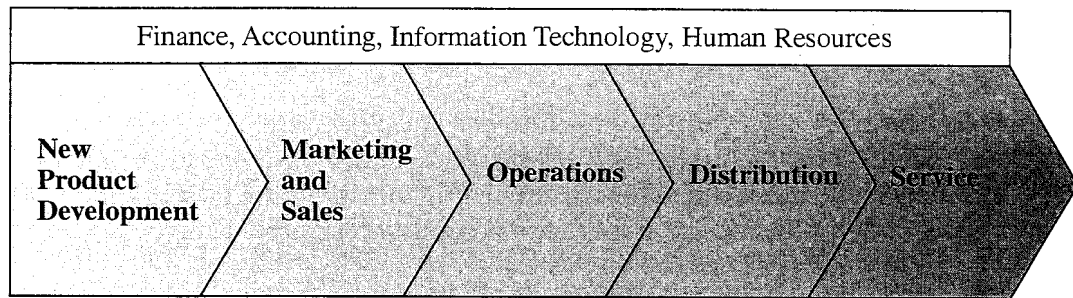 Finance, Accounting, Information Technology, Human Resources
New
Product
Development
Marketing
and
Sales
Operations
Distribution
Service